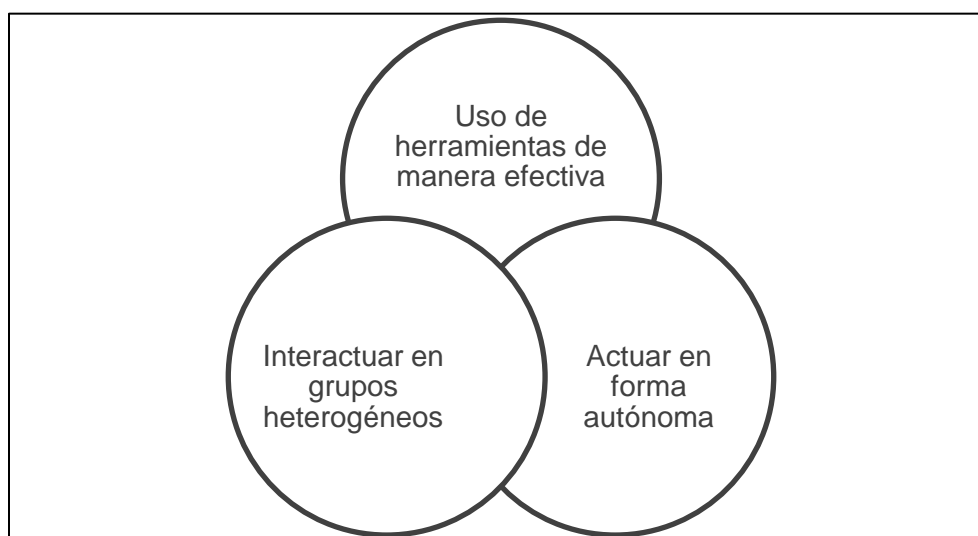 Uso de
herramientas de
manera efectiva
Interactuar en
grupos
heterogéneos
Actuar en
forma
autónoma